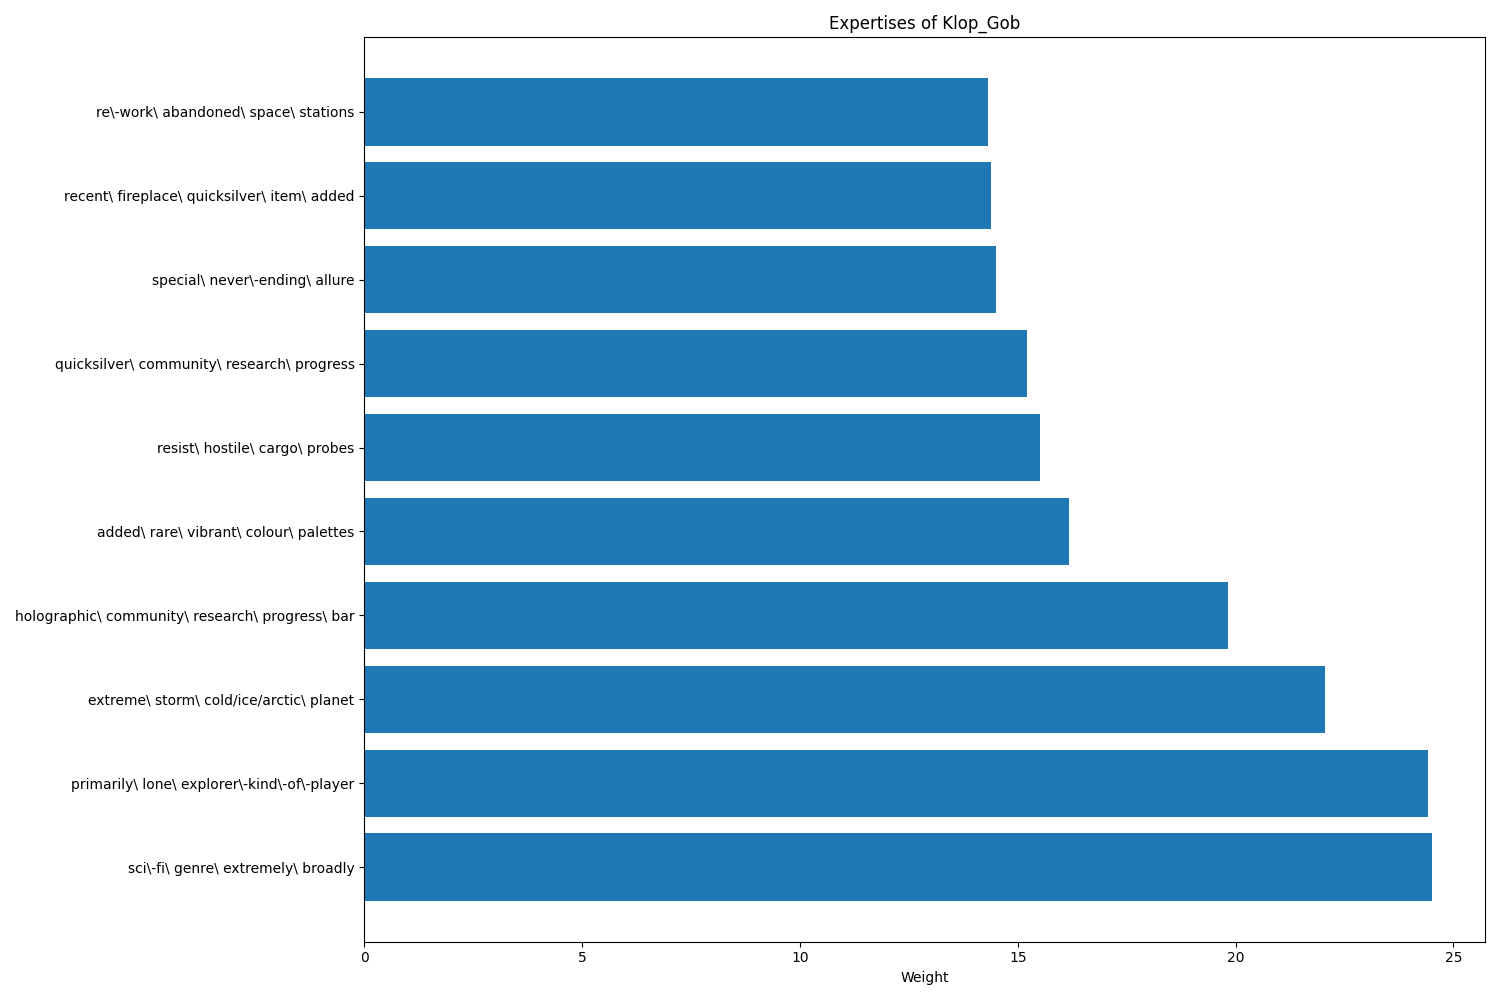 Expertises of Klop_Gob
re\-work\ abandoned\ space\ stations
recent\ fireplace\ quicksilver\ item\ added
special\ never\-ending\ allure
quicksilver\ community\ research\ progress
resist\ hostile\ cargo\ probes
added\ rare\ vibrant\ colour\ palettes
holographic\ community\ research\ progress\ bar
extreme\ storm\ cold/ice/arctic\ planet
primarily\ lone\ explorer\-kind\-of\-player
sci\-fi\ genre\ extremely\ broadly
0 5 10 15 20 25
Weight